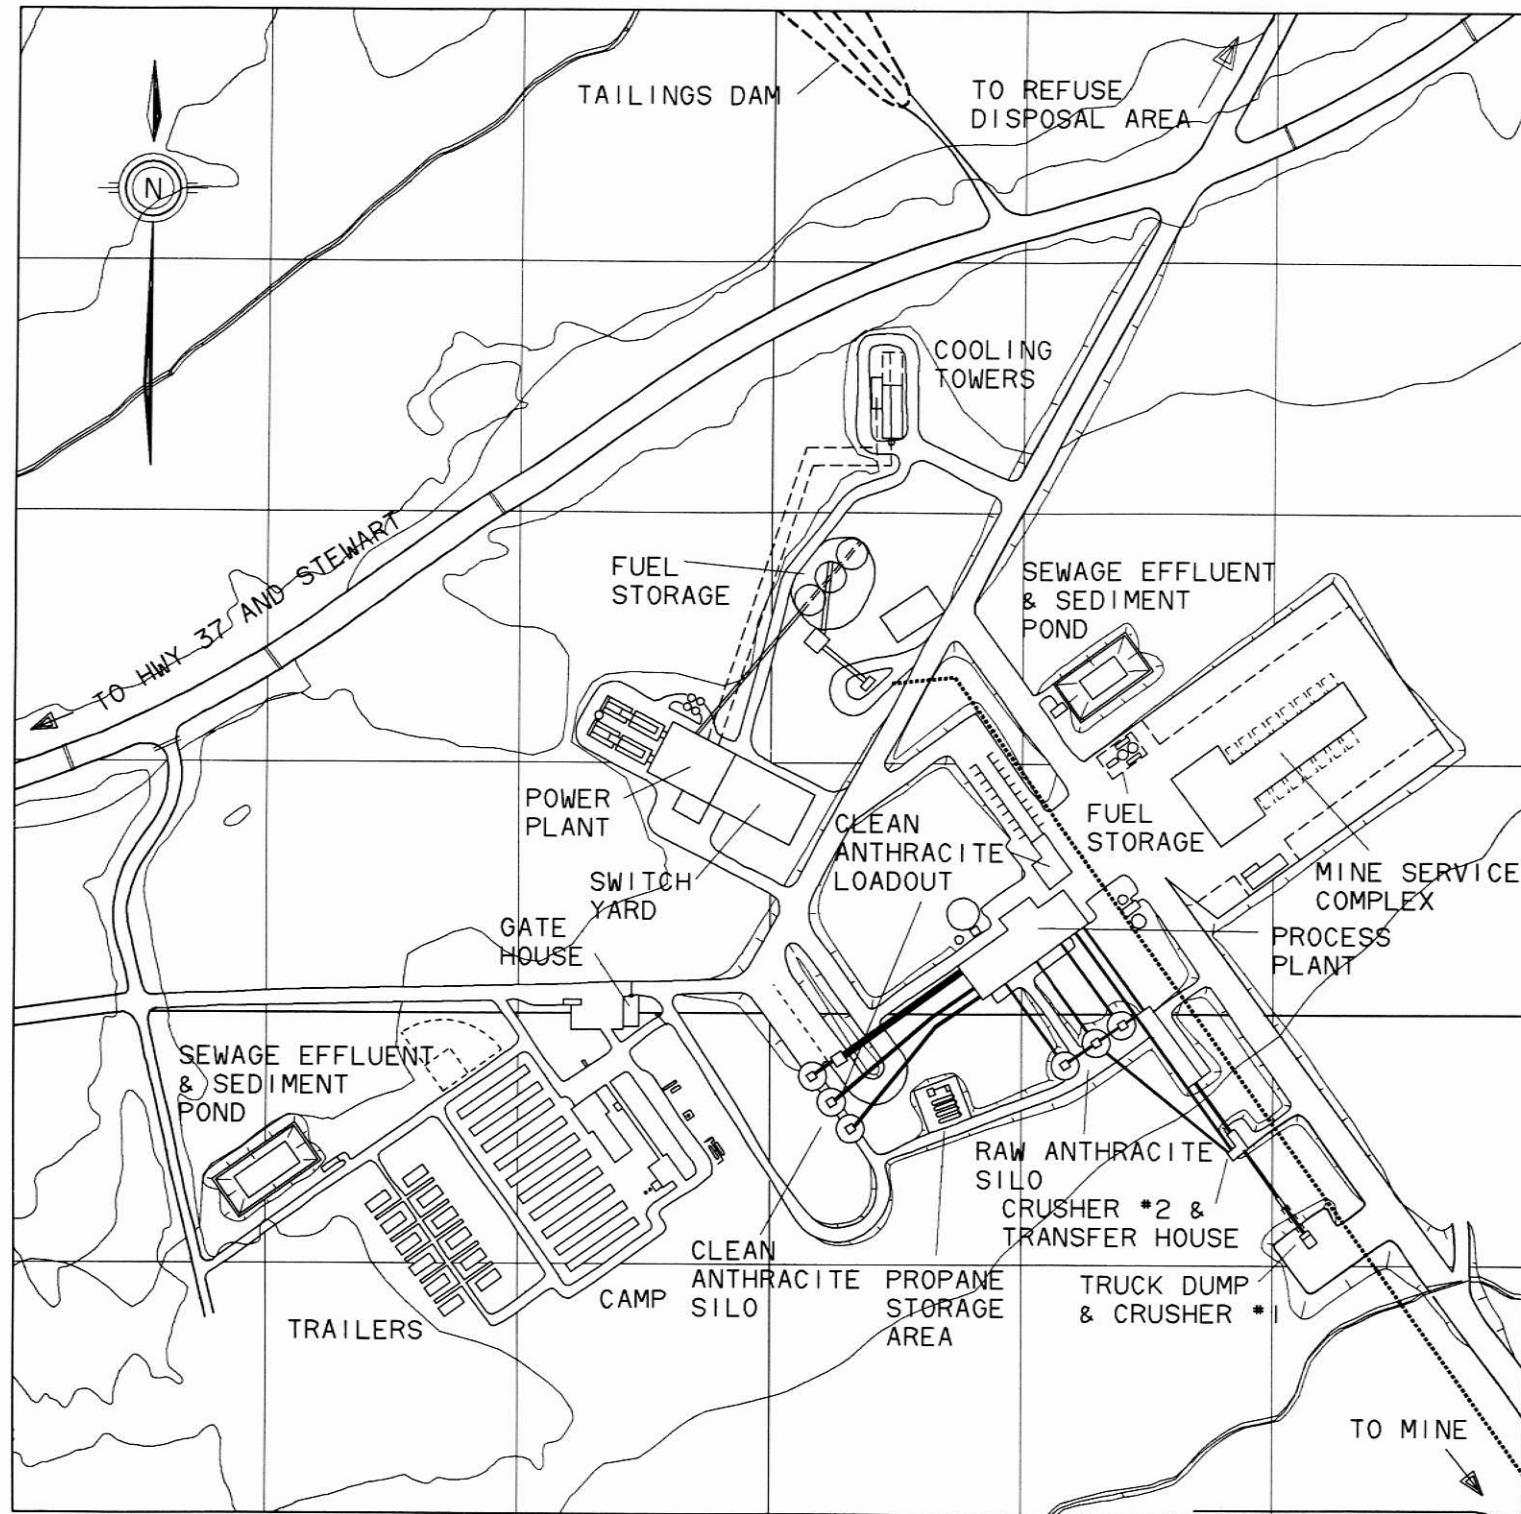 TAILINGS DAM
TO REFUSE
DISPOSAL AREA
N
COOLING
TOWERS
TO HWY 37 AND STEWART
FUEL
STORAGE
SEWAGE EFFLUENT
& SEDIMENT
POND
POWER
PLANT
CLEAN
ANTHRACITE
LOADOUT
FUEL
STORAGE
SWITCH
YARD
MINE SERVICE
COMPLEX
GATE
HOUSE
PROCESS
PLANT
SEWAGE EFFLUENT
& SEDIMENT
POND
RAW ANTHRACITE
SILO
CRUSHER #2 &
TRANSFER HOUSE
CLEAN
ANTHRACITE
SILO
PROPANE
STORAGE
AREA
TRUCK DUMP
& CRUSHER #1
CAMP
TRAILERS
TO MINE